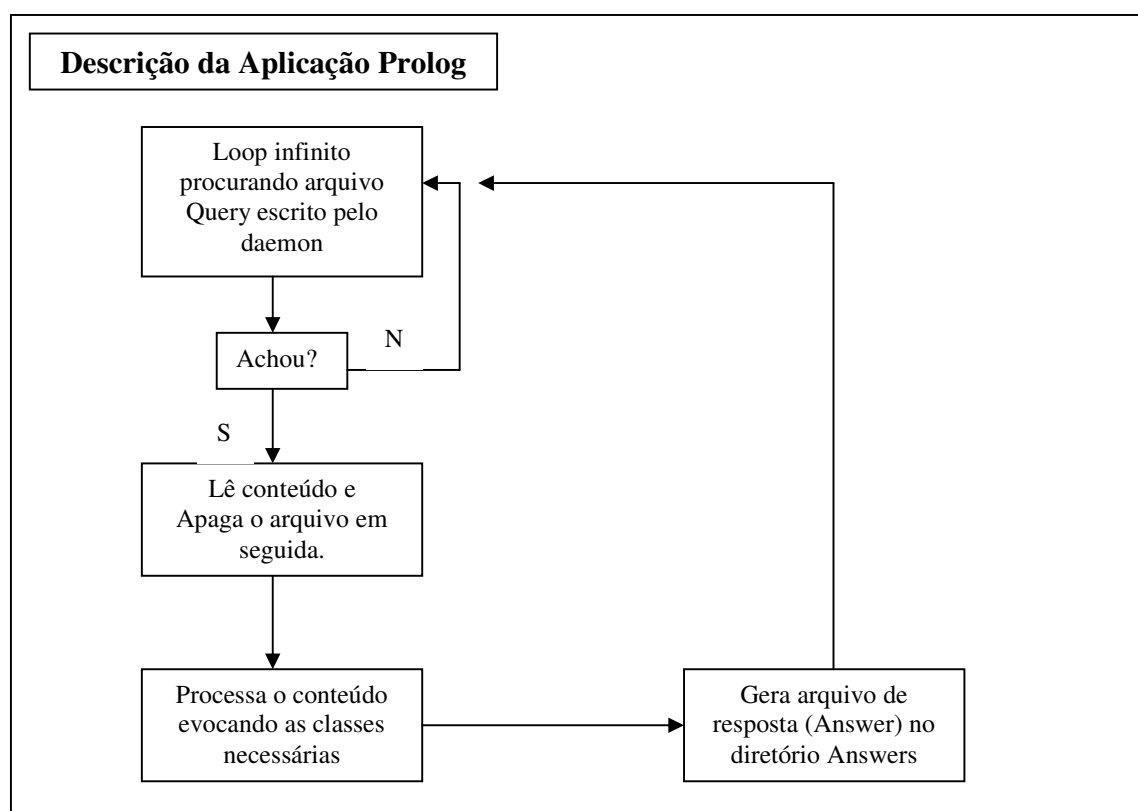 Descrição da Aplicação Prolog
Loop infinito
procurando arquivo
Query escrito pelo
daemon
Achou?
N
S
Lê conteúdo e
Apaga o arquivo em
seguida.
Processa o conteúdo
evocando as classes
necessárias
Gera arquivo de
resposta (Answer) no
diretório Answers